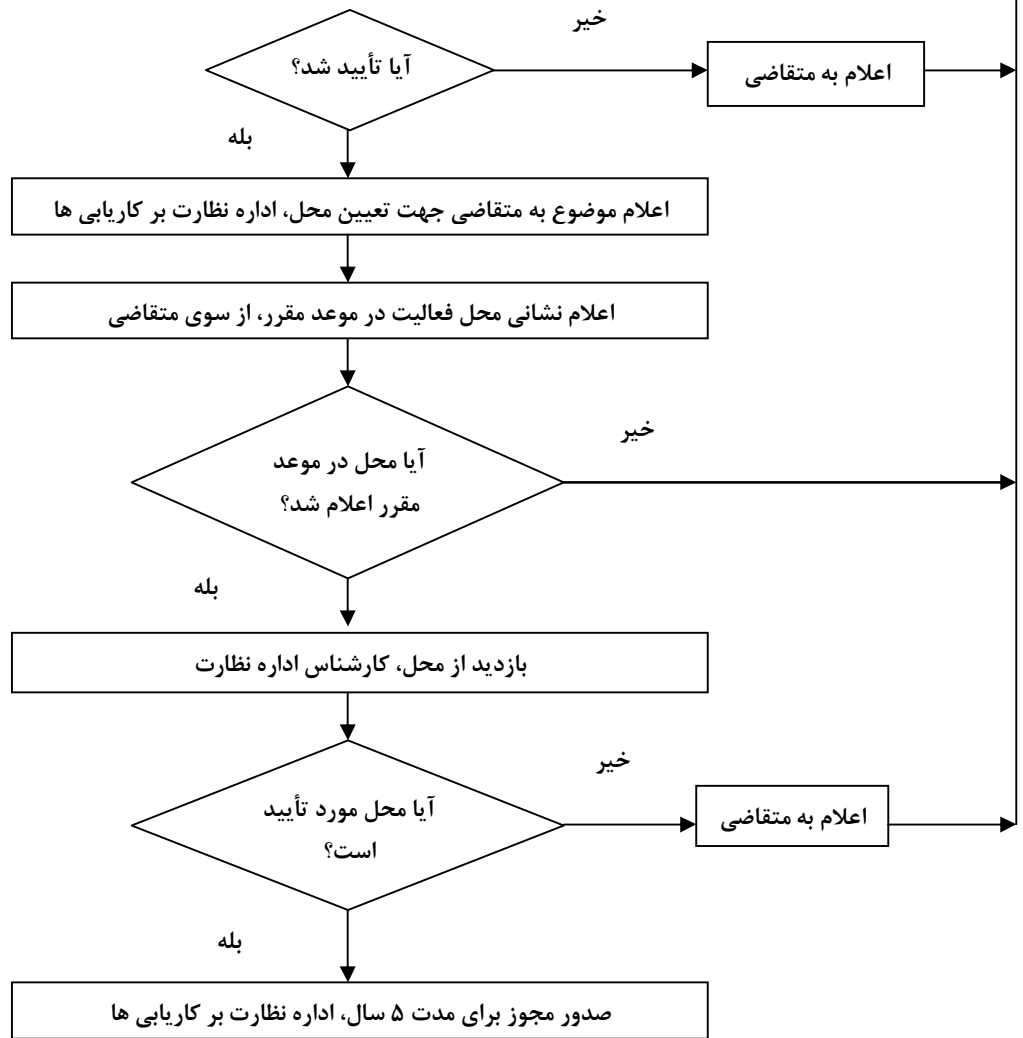 خیر
آیا تأیید شد؟
اعلام به متقاضی
بله
اعلام موضوع به متقاضی جهت تعیین محل، اداره نظارت بر کاریابی ها
اعلام نشانی محل فعالیت در موعد مقرر، از سوی متقاضی
خیر
آیا محل در موعد
مقرر اعلام شد؟
بله
بازدید از محل، کارشناس اداره نظارت
خیر
آیا محل مورد تأیید
است؟
اعلام به متقاضی
بله
صدور مجوز برای مدت ۵ سال، اداره نظارت بر کاریابی ها